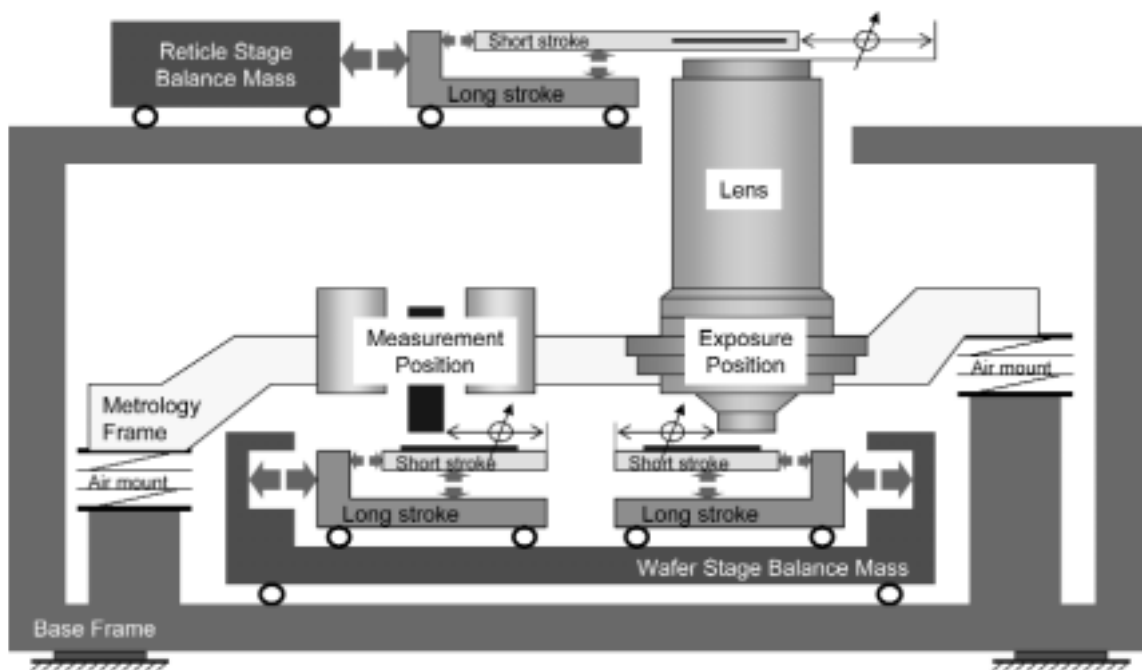 Reticle Stage
Balance Mass
Short stroke
Long stroke
Lens
Measurement
Position
Exposure
Position
Air mount
Metrology
Frame
Air mount
Short stroke
Short stroke
Long stroke
Long stroke
Wafer Stage Balance Mass
Base Frame